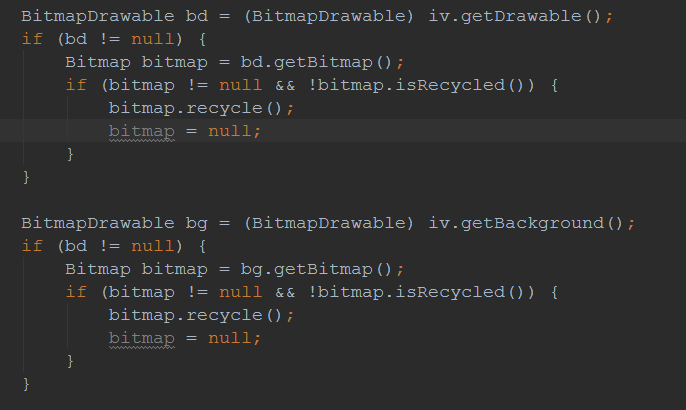 BitmapDrawable bd = (BitmapDrawable) iv.getDrawable();
if (bd != null) {
Bitmap bitmap = bd.getBitmap();
if (bitmap != null && !bitmap.isRecycled()) {
bitmap.recycle();
bitmap = null;
}
}
BitmapDrawable bg = (BitmapDrawable) iv.getBackground();
if (bd != null) {
Bitmap bitmap = bg.getBitmap();
if (bitmap != null && !bitmap.isRecycled()) {
bitmap.recycle();
bitmap = null;
}
}